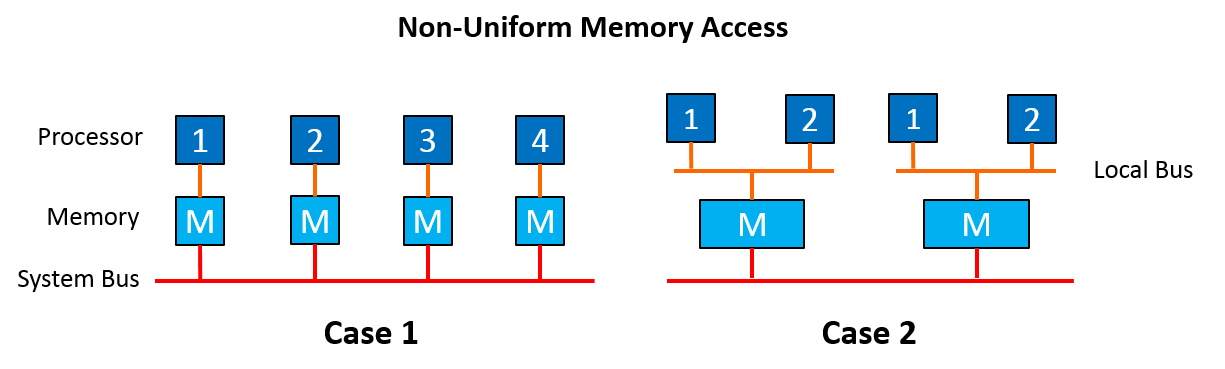 Non-Uniform Memory Access
Processor
1
2
3
4
Memory
M
M
M
M
System Bus
Case 1
1
2
1
2
Local Bus
M
M
Case 2